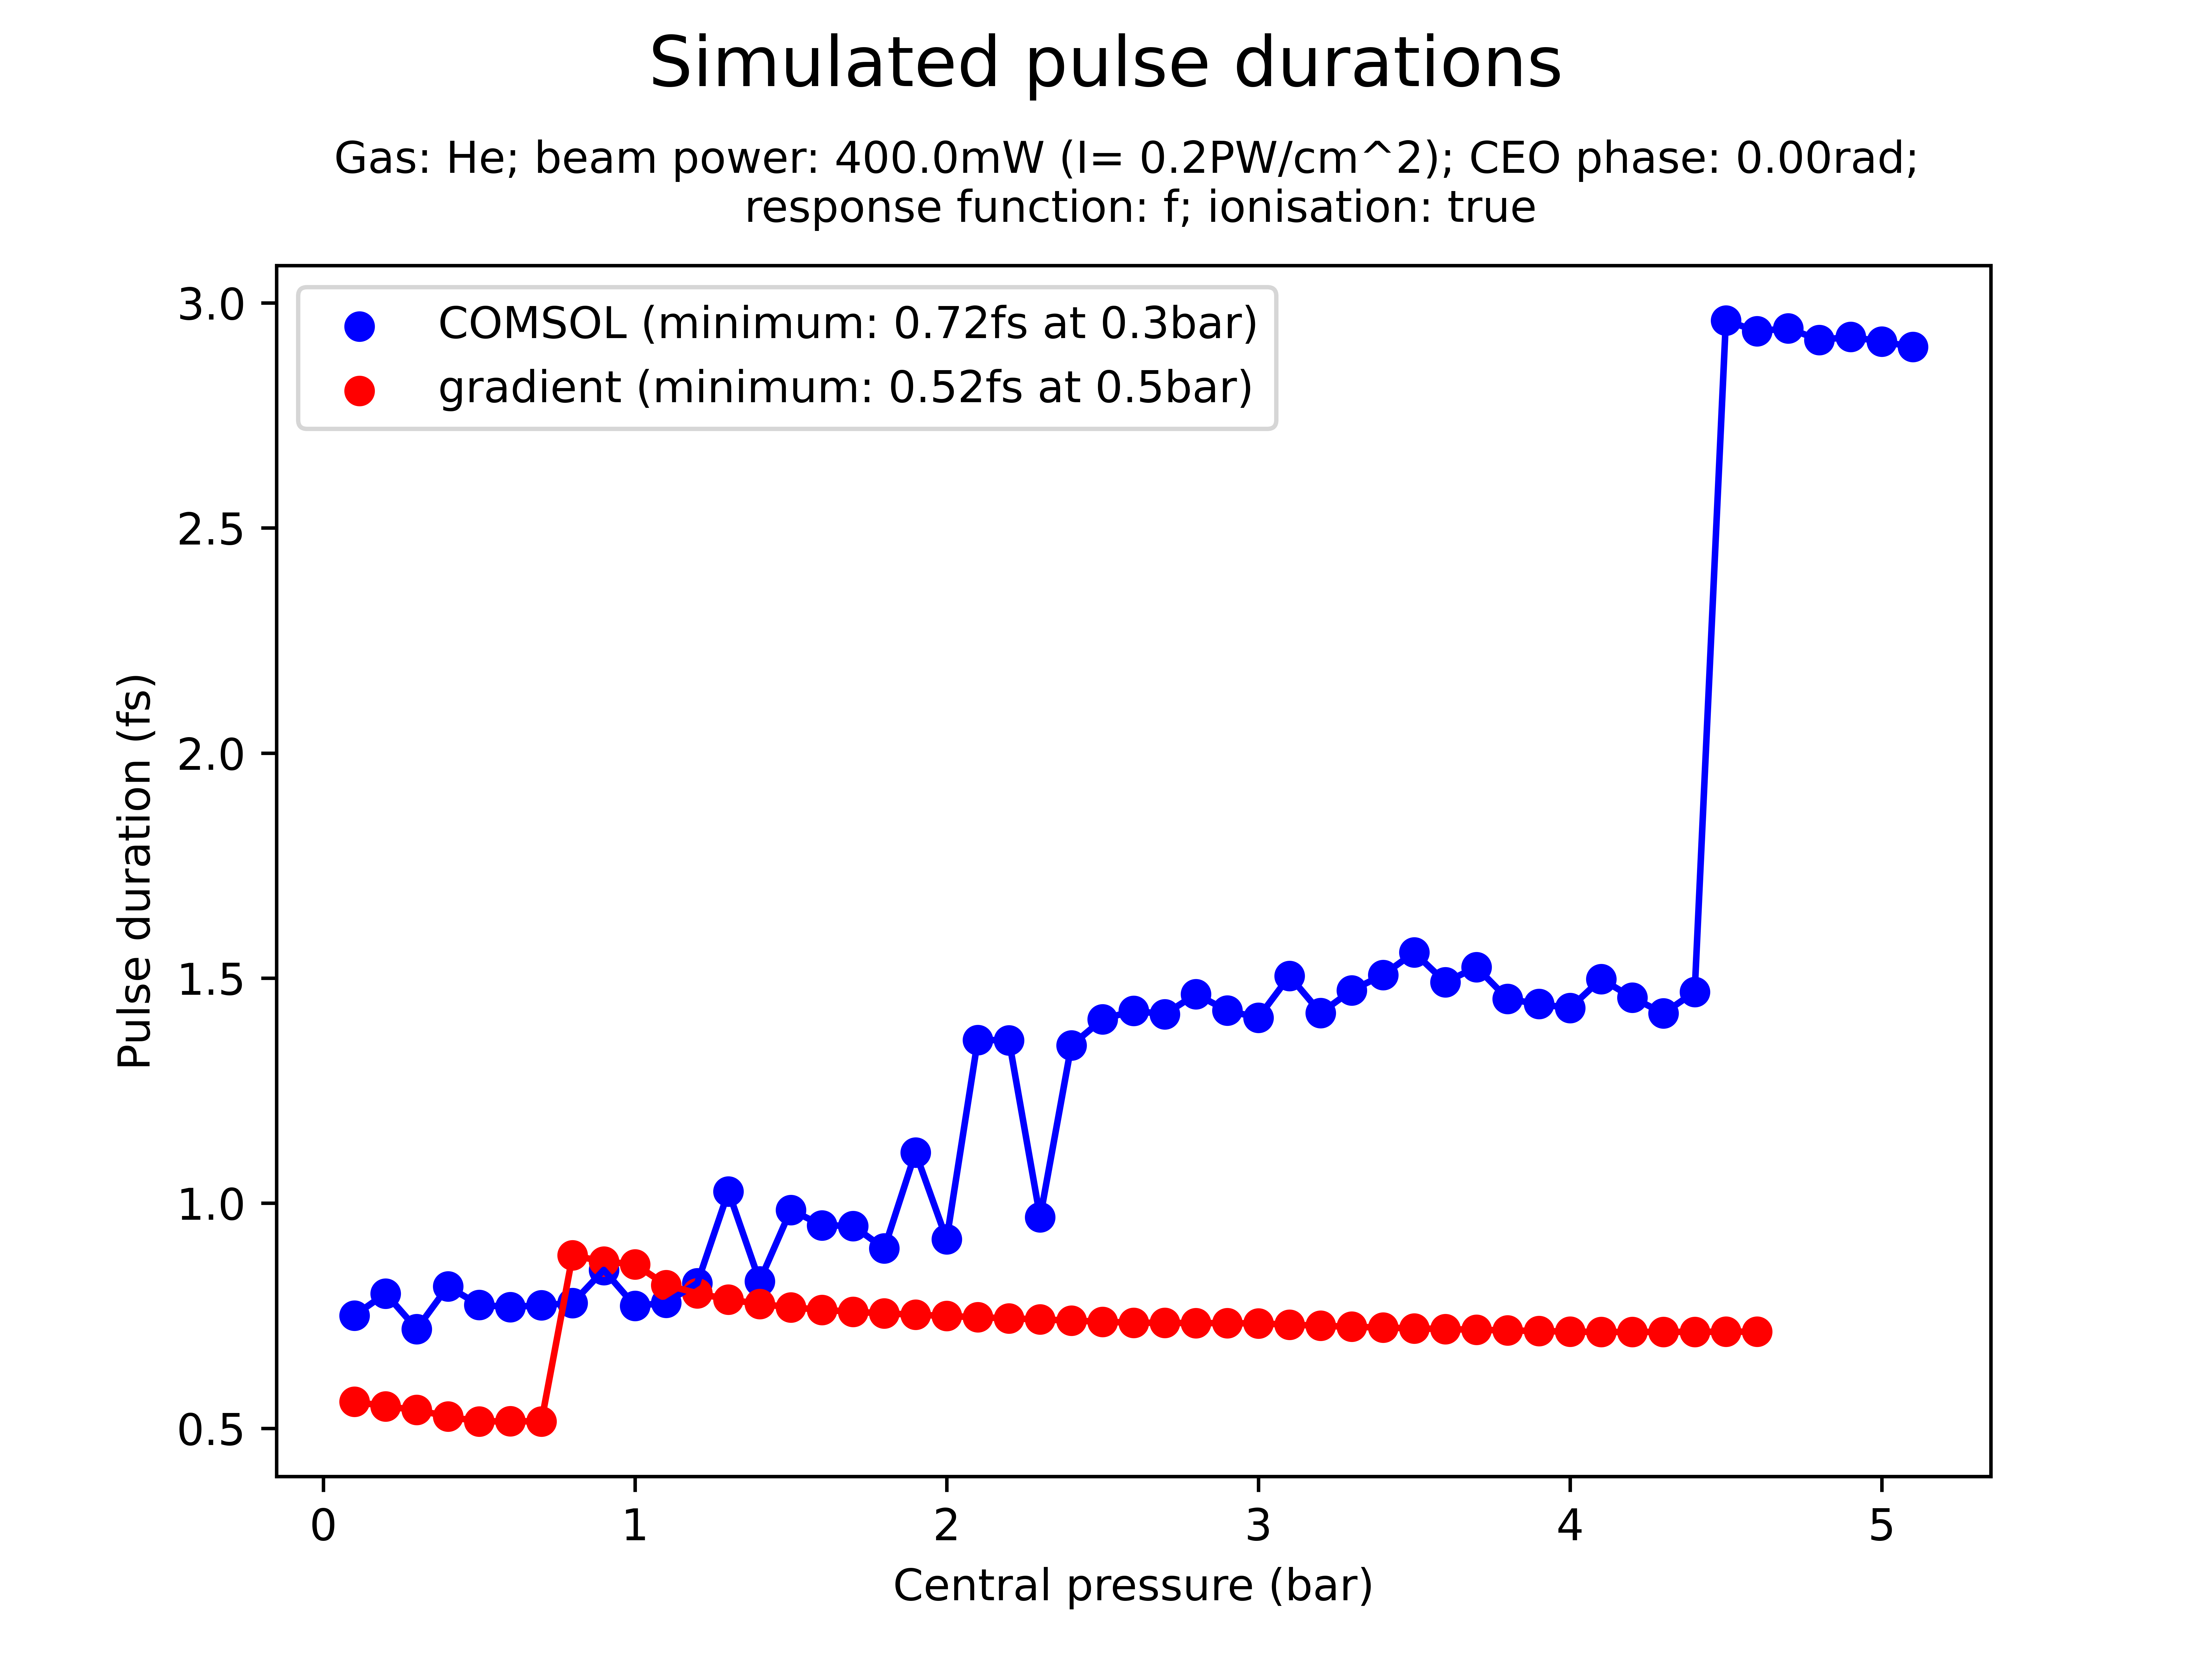 Simulated pulse durations
Gas: He; beam power: 400.0mW (I= 0.2PW/cm^2); CEO phase: 0.00rad;
response function: f; ionisation: true
COMSOL (minimum: 0.72fs at 0.3bar)
gradient (minimum: 0.52fs at 0.5bar)
Pulse duration (fs)
3.0
2.5
2.0
1.5
1.0
0.5
0 1 2 3 4 5
Central pressure (bar)